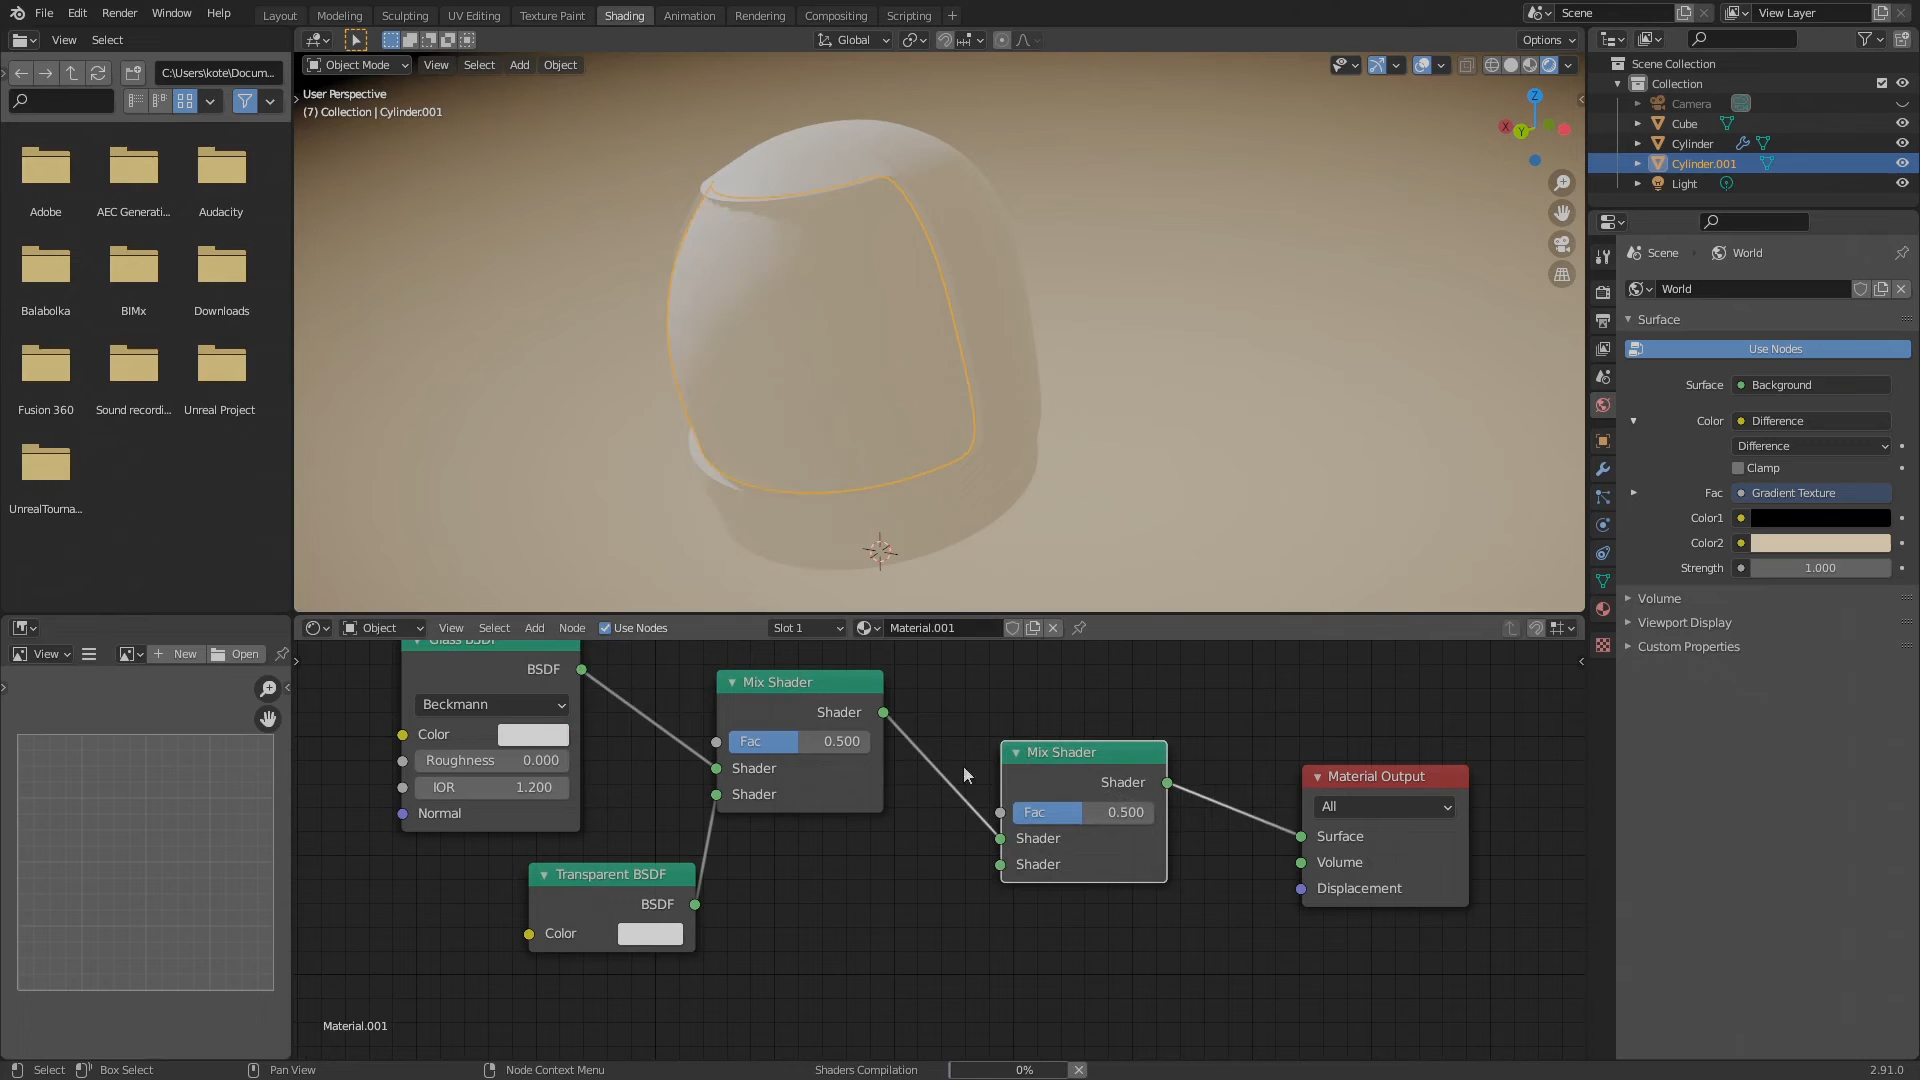 File Edit Render Window Help Layout Modeling Sculpting UV Editing Texture Paint Shading Animation Rendering Compositing Scripting + Scene View Layer
View Select Global Options
C:\Users\kote\Docum...
Object Mode View Select Add Object
User Perspective
(7) Collection | Cylinder.001
Z
X
Y
Adobe AEC Generati... Audacity
Balabolka BIMx Downloads
Fusion 360 Sound recordi... Unreal Project
UnrealTourna...
Scene Collection
Collection
Camera
Cube
Cylinder
Cylinder.001
Light
Scene World
World
Surface
Use Nodes
Surface Background
Color Difference
Difference
Clamp
Fac Gradient Texture
Color1
Color2
Strength 1.000
Volume
Viewport Display
Custom Properties
View New Open
Object View Select Add Node Use Nodes Slot 1 Material.001
Glass BSDF
BSDF
Beckmann
Color
Roughness 0.000
IOR 1.200
Normal
Transparent BSDF
BSDF
Color
Mix Shader
Shader
Fac 0.500
Shader
Shader
Mix Shader
Shader
Fac 0.500
Shader
Shader
Material Output
All
Surface
Volume
Displacement
Material.001
Select Box Select Pan View Node Context Menu Shaders Compilation 0% 2.91.0